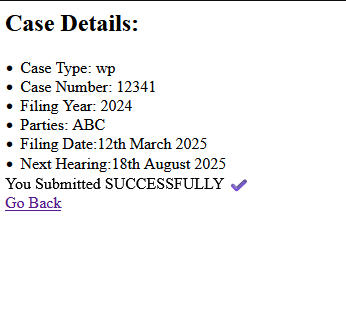 Case Details:
• Case Type: wp
• Case Number: 12341
• Filing Year: 2024
• Parties: ABC
• Filing Date:12th March 2025
• Next Hearing:18th August 2025
You Submitted SUCCESSFULLY ✔
Go Back